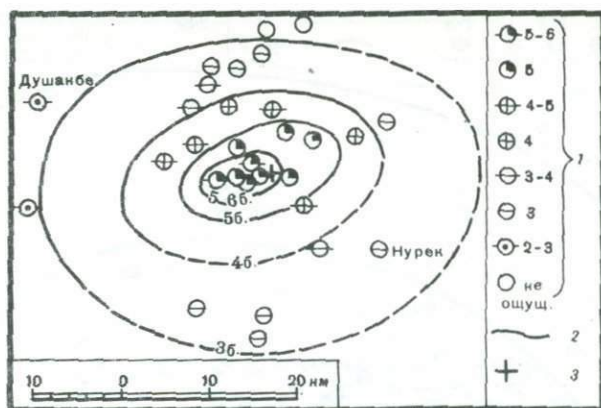 Душанбе
Нурек
5-6б.
5б.
4б.
3б.
10 0 10 20 км
5-6
5
4-5
4
3-4
3
2-3
не ощущ.
1
2
3